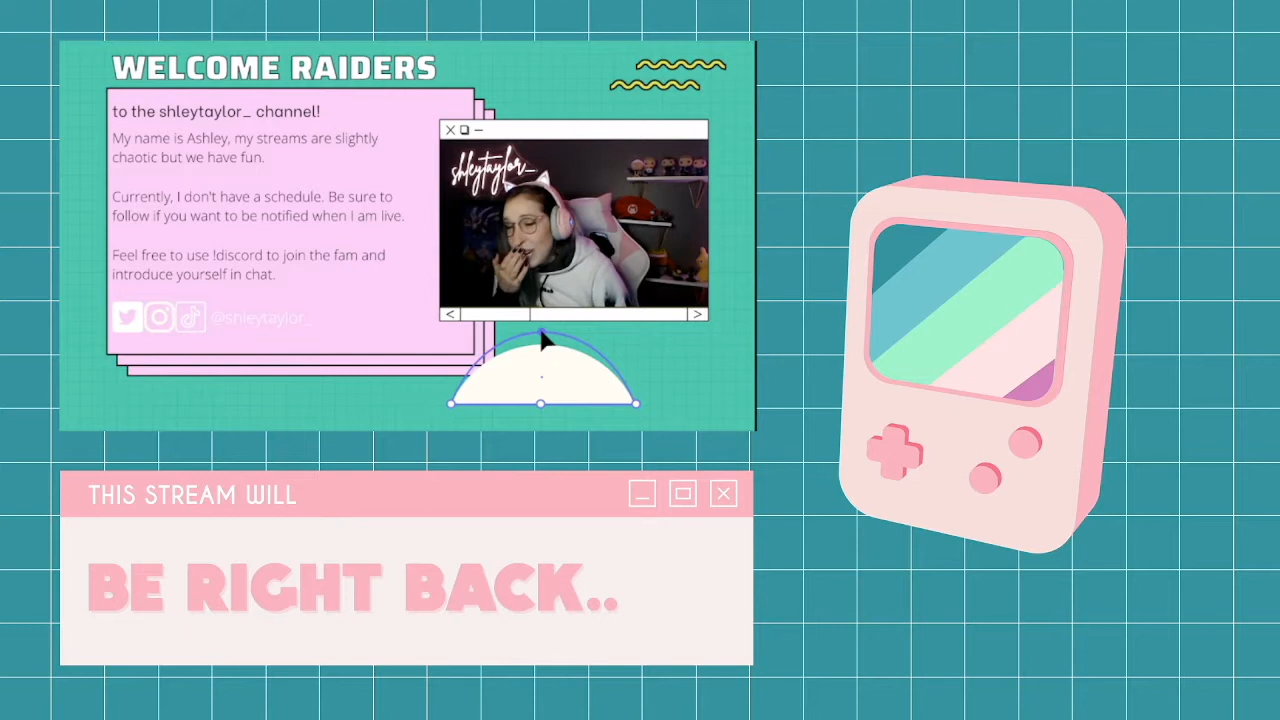 WELCOME RAIDERS
to the shleytaylor_ channel!
My name is Ashley, my streams are slightly
chaotic but we have fun.
Currently, I don't have a schedule. Be sure to
follow if you want to be notified when I am live.
Feel free to use !discord to join the fam and
introduce yourself in chat.
@shleytaylor_
shleytaylor_
THIS STREAM WILL
BE RIGHT BACK..